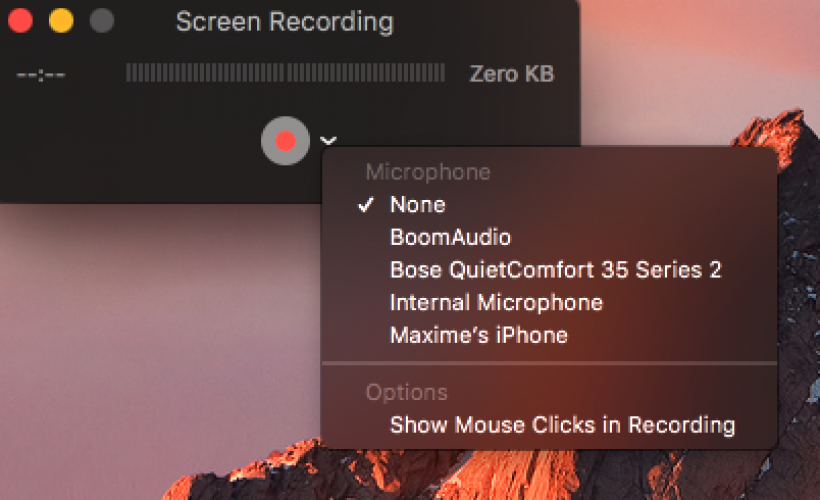 Screen Recording
--:-- Zero KB
Microphone
✓ None
BoomAudio
Bose QuietComfort 35 Series 2
Internal Microphone
Maxime's iPhone
Options
Show Mouse Clicks in Recording